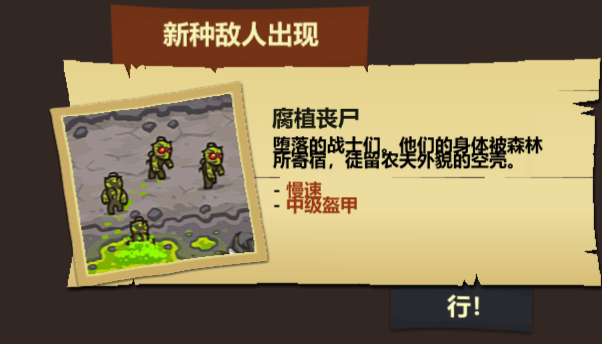 新种敌人出现
腐植丧尸
堕落的战士们。他们的身体被森林
所寄宿，徒留农夫外貌的空壳。
- 慢速
- 中级盔甲
行!